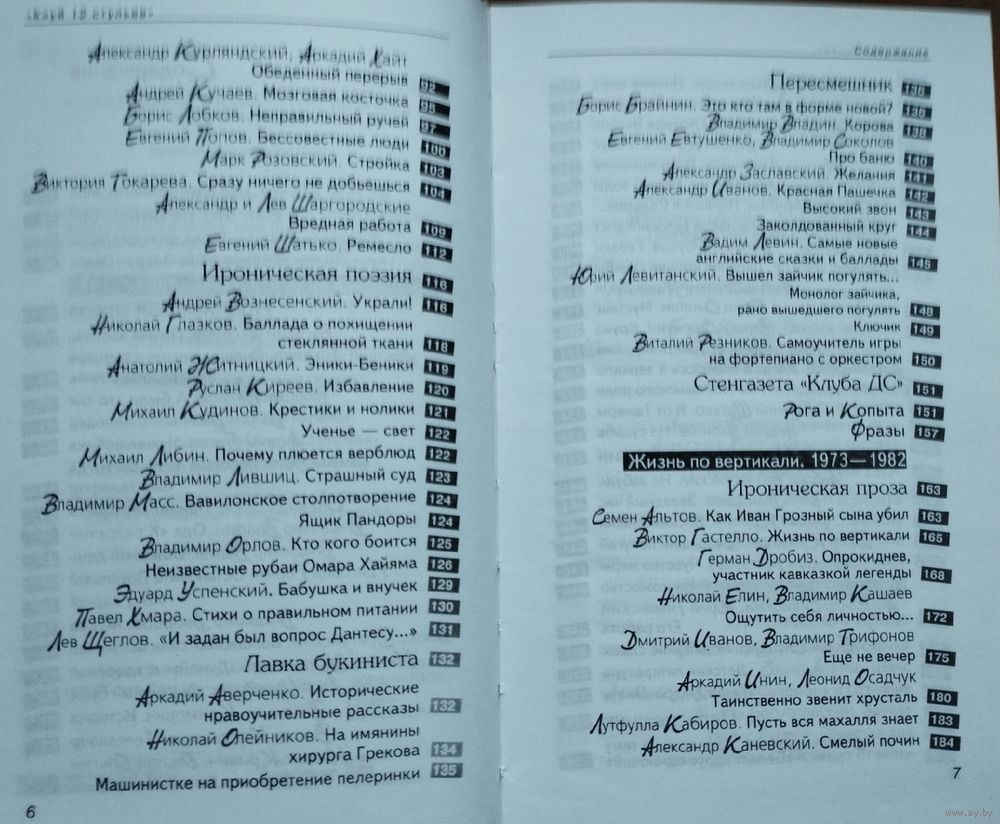 «Клуб 12 стульев»
Александр Курляндский, Аркадий Хайт
Обеденный перерыв 92
Андрей Кучаев. Мозговая косточка 95
Борис Лобков. Неправильный ручей 97
Евгений Попов. Бессовестные люди 100
Марк Розовский. Стройка 103
Виктория Токарева. Сразу ничего не добьешься 104
Александр и Лев Шаргородские
Вредная работа 109
Евгений Шатько. Ремесло 112
Ироническая поэзия 116
Андрей Вознесенский. Украли! 116
Николай Глазков. Баллада о похищении
стеклянной ткани 118
Анатолий Житницкий. Эники-Беники 119
Руслан Киреев. Избавление 120
Михаил Кудинов. Крестики и нолики 121
Ученье — свет 122
Михаил Либин. Почему плюется верблюд 122
Владимир Лившиц. Страшный суд 123
Владимир Масс. Вавилонское столпотворение 124
Ящик Пандоры 124
Владимир Орлов. Кто кого боится 125
Неизвестные рубаи Омара Хайяма 126
Эдуард Успенский. Бабушка и внучек 129
Павел Хмара. Стихи о правильном питании 130
Лев Щеглов. «И задан был вопрос Дантесу...» 131
Лавка букиниста 132
Аркадий Аверченко. Исторические
нравоучительные рассказы 132
Николай Олейников. На имянины
хирурга Грекова 134
Машинистке на приобретение пелеринки 135
6
Содержание
Пересмешник 136
Борис Брайнин. Это кто там в форме новой? 136
Владимир Владин. Корова 138
Евгений Евтушенко, Владимир Соколов
Про баню 140
Александр Заславский. Желания 141
Александр Иванов. Красная Пашечка 142
Высокий звон 143
Заколдованный круг 144
Вадим Левин. Самые новые
английские сказки и баллады 145
Юрий Левитанский. Вышел зайчик погулять...
Монолог зайчика,
рано вышедшего погулять 148
Ключик 149
Виталий Резников. Самоучитель игры
на фортепиано с оркестром 150
Стенгазета «Клуба ДС» 151
Рога и Копыта 151
Фразы 157
Жизнь по вертикали. 1973—1982
Ироническая проза 163
Семен Альтов. Как Иван Грозный сына убил 163
Виктор Гастелло. Жизнь по вертикали 165
Герман Дробиз. Опрокиднев,
участник кавказкой легенды 168
Николай Елин, Владимир Кашаев
Ощутить себя личностью... 172
Дмитрий Иванов, Владимир Трифонов
Еще не вечер 175
Аркадий Инин, Леонид Осадчук
Таинственно звенит хрусталь 180
Лутфулла Кабиров. Пусть вся махалля знает 183
Александр Каневский. Смелый почин 184
7
www.ay.by